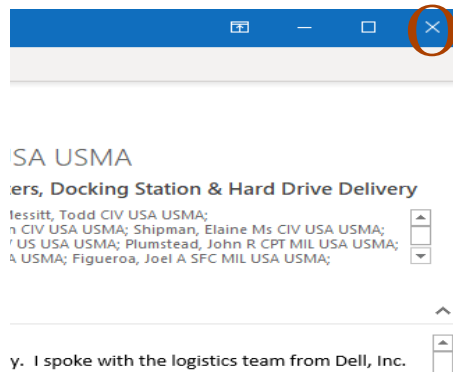 USA USMA
ers, Docking Station & Hard Drive Delivery
Messitt, Todd CIV USA USMA;
n CIV USA USMA; Shipman, Elaine Ms CIV USA USMA;
US USA USMA; Plumstead, John R CPT MIL USA USMA;
USMA; Figueroa, Joel A SFC MIL USA USMA;
y. I spoke with the logistics team from Dell, Inc.